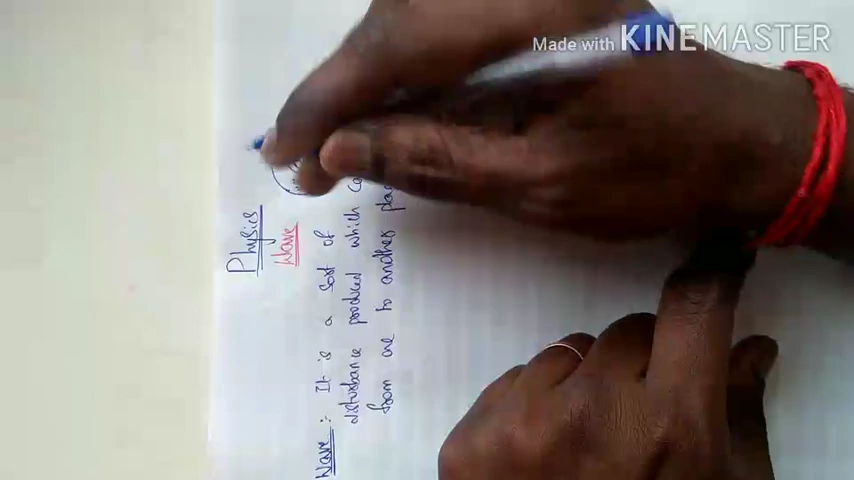 Made with KINEMASTER
Physics
Wave
Wave :- It is a sort of
disturbance produced which
from one to another